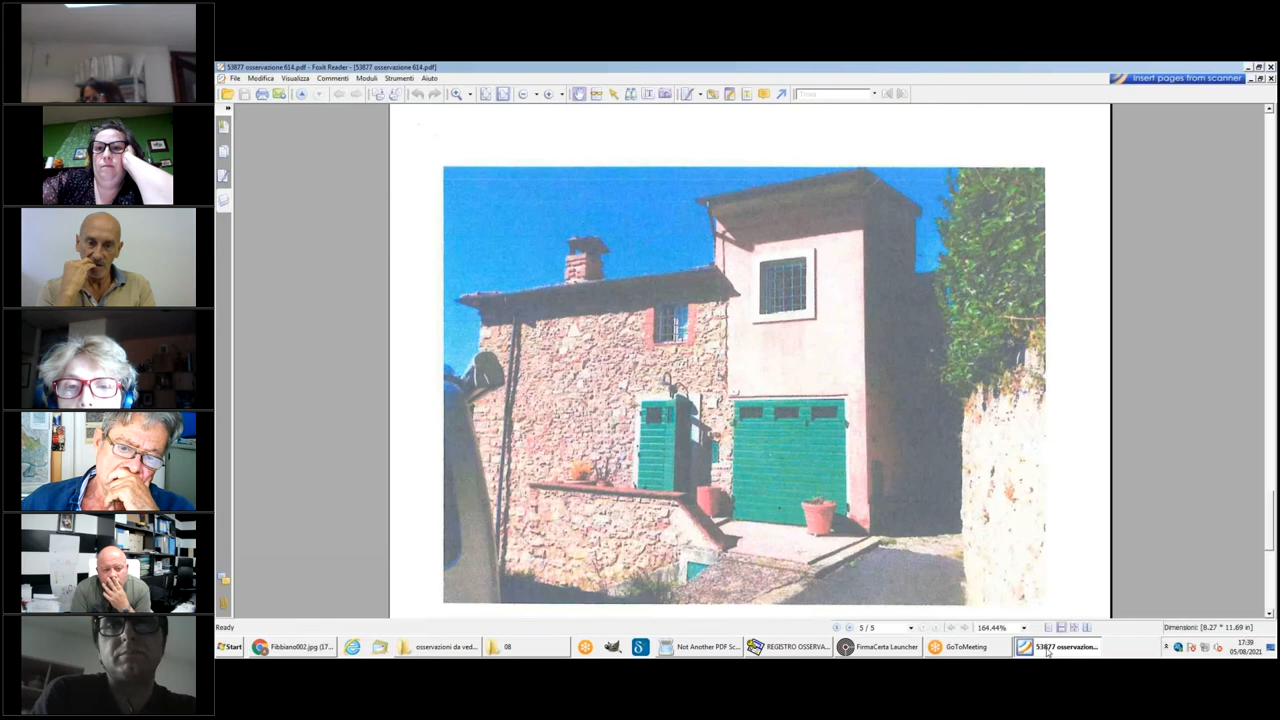 53877 osservazione 614.pdf - Foxit Reader - [53877 osservazione 614.pdf]
File Modifica Visualizza Commenti Moduli Strumenti Aiuto
Insert pages from scanner
Trova
Ready
5 / 5
164.44%
Dimensioni: [8.27 * 11.69 in]
Start
Fibbiano002.jpg (17...
osservazioni da ved...
08
Not Another PDF Sc...
REGISTRO OSSERVA...
FirmaCerta Launcher
GoToMeeting
53877 osservazion...
17:39
05/08/2021